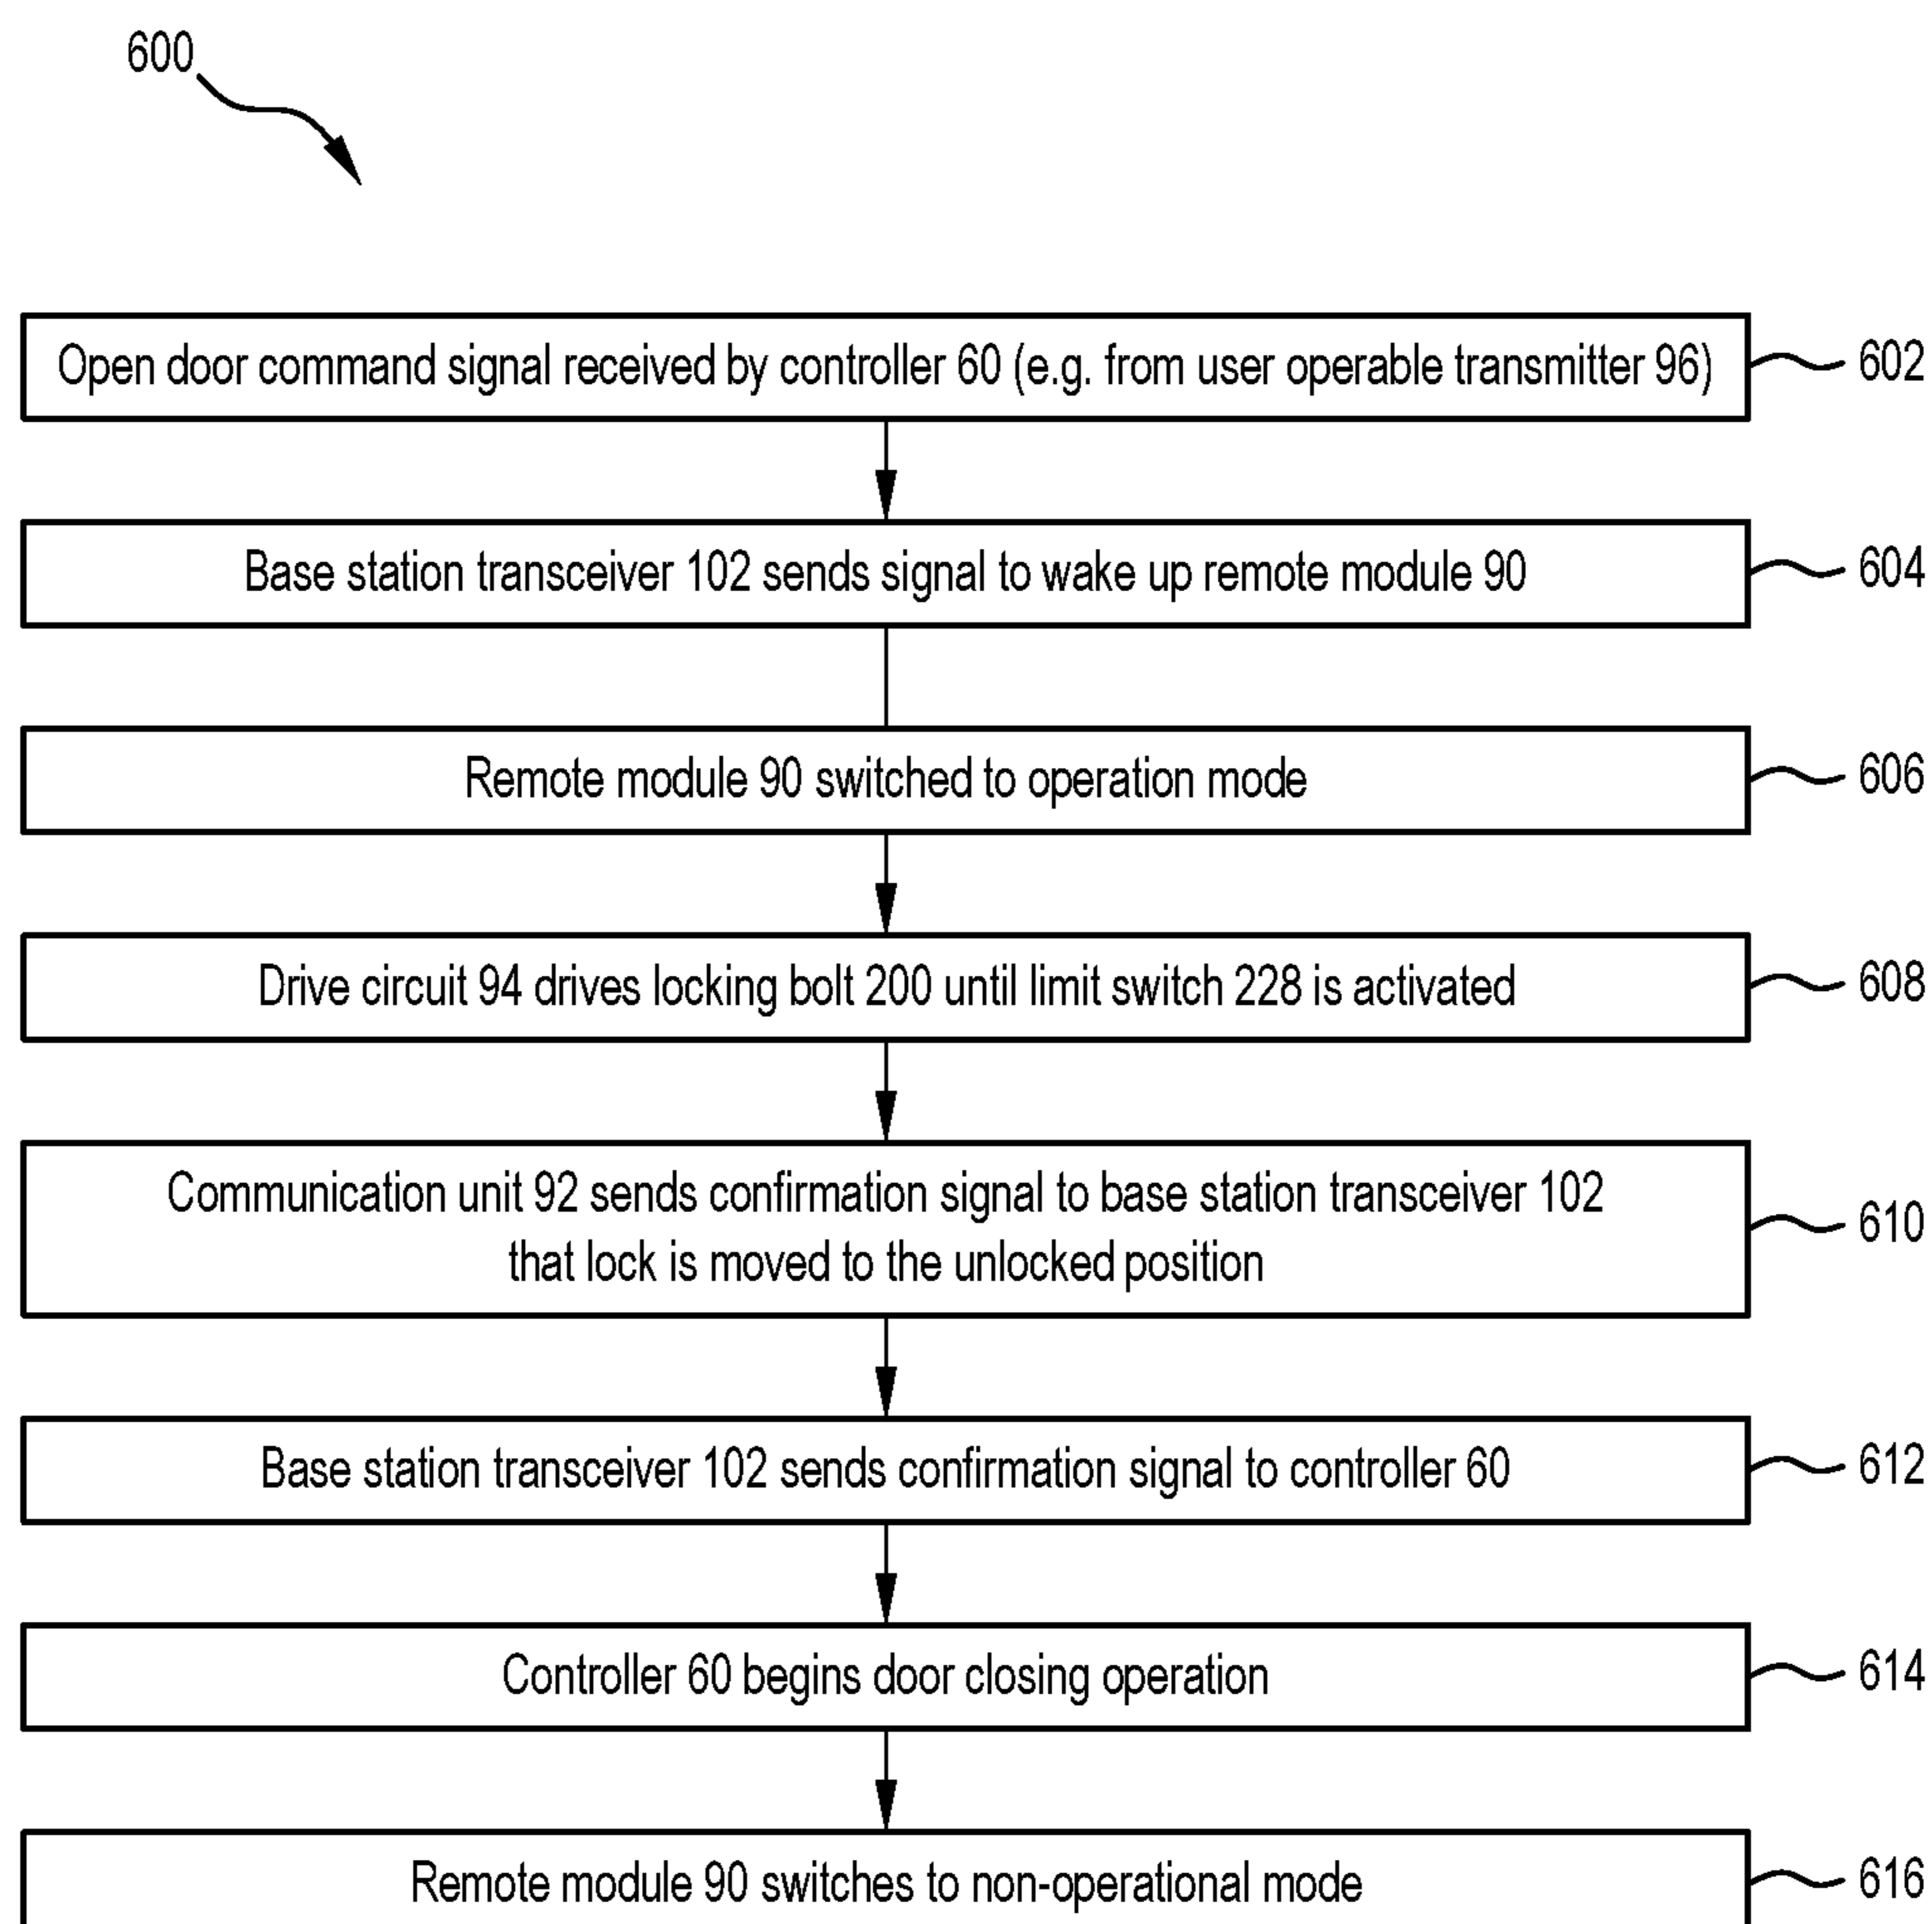 600
Open door command signal received by controller 60 (e.g. from user operable transmitter 96)
602
Base station transceiver 102 sends signal to wake up remote module 90
604
Remote module 90 switched to operation mode
606
Drive circuit 94 drives locking bolt 200 until limit switch 228 is activated
608
Communication unit 92 sends confirmation signal to base station transceiver 102
that lock is moved to the unlocked position
610
Base station transceiver 102 sends confirmation signal to controller 60
612
Controller 60 begins door closing operation
614
Remote module 90 switches to non-operational mode
616